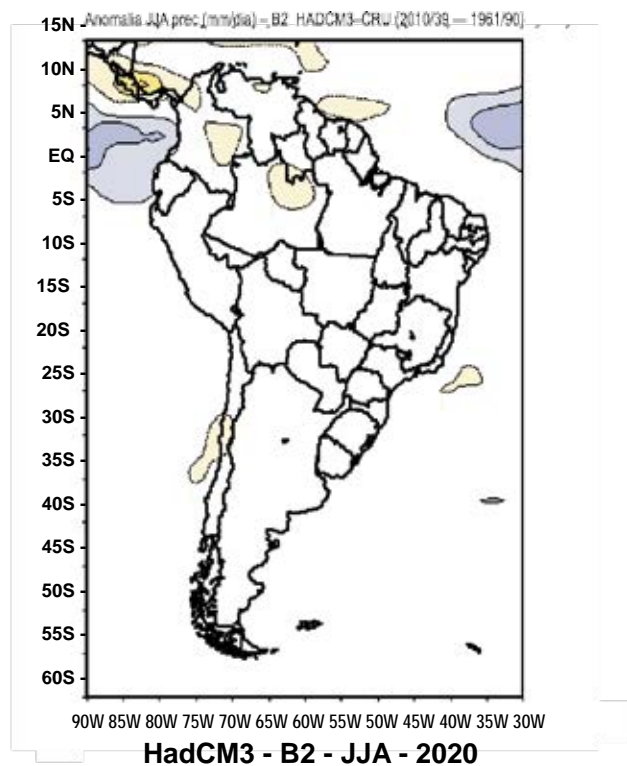 Anomalia JJA prec (mm/dia) – B2 HADCM3–CRU (2010/39 — 1961/90)
15N
10N
5N
EQ
5S
10S
15S
20S
25S
30S
35S
40S
45S
50S
55S
60S
90W 85W 80W 75W 70W 65W 60W 55W 50W 45W 40W 35W 30W
HadCM3 - B2 - JJA - 2020